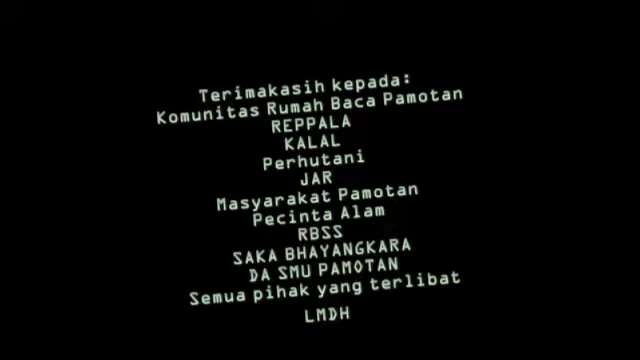 Terimakasih kepada:
Komunitas Rumah Baca Pamotan
REPPALA
KALAL
Perhutani
JAR
Masyarakat Pamotan
Pecinta Alam
RBSS
SAKA BHAYANGKARA
DA SMU PAMOTAN
Semua pihak yang terlibat
LMDH